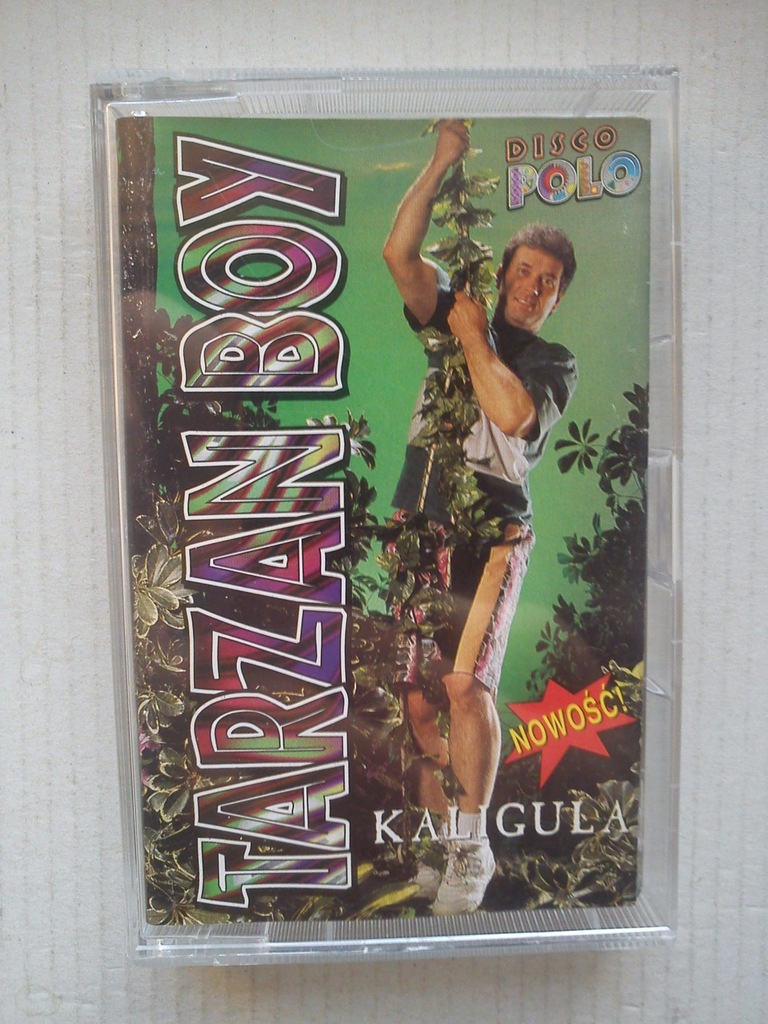 DISCO
POLO
TARZAN BOY
NOWOŚĆ!
KALIGULA